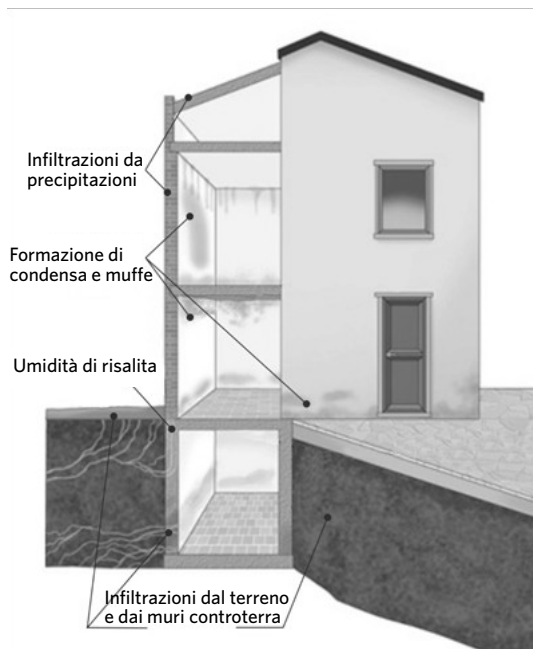 Infiltrazioni da
precipitazioni
Formazione di
condensa e muffe
Umidità di risalita
Infiltrazioni dal terreno
e dai muri controterra